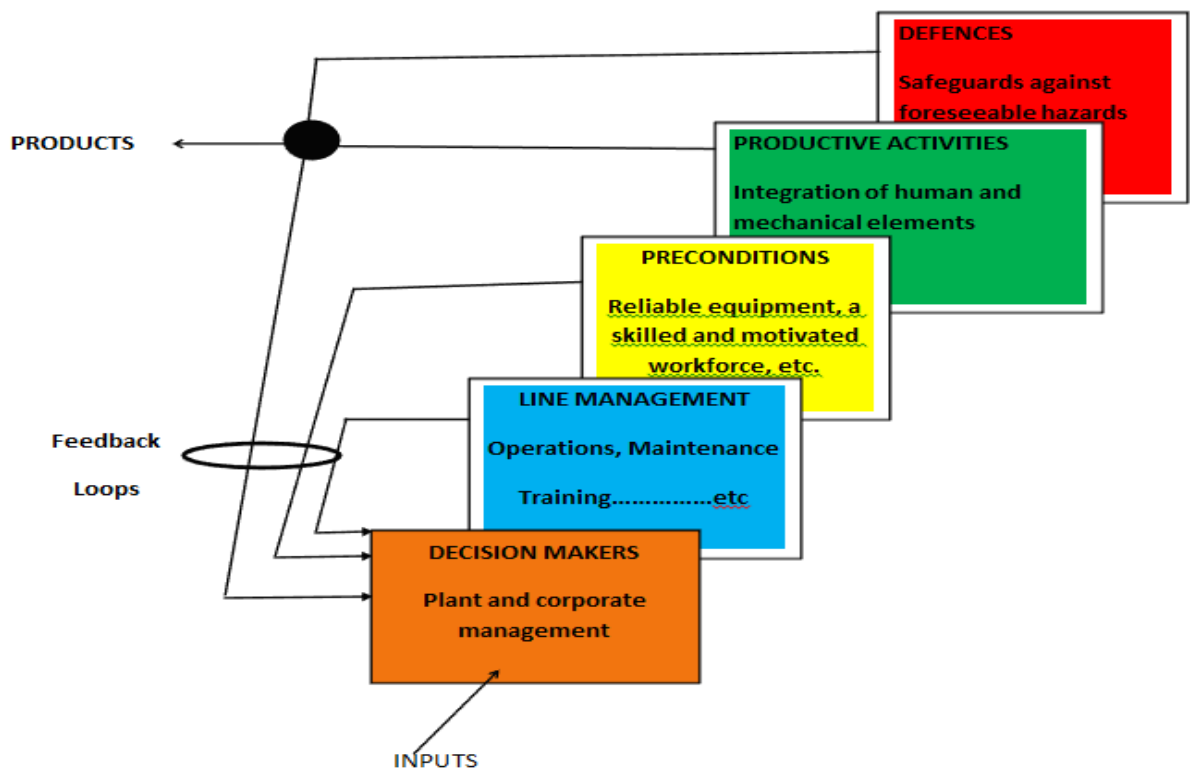 DEFENCES
Safeguards against
foreseeable hazards
PRODUCTS
PRODUCTIVE ACTIVITIES
Integration of human and
mechanical elements
PRECONDITIONS
Reliable equipment, a
skilled and motivated
workforce, etc.
LINE MANAGEMENT
Operations, Maintenance
Training……………etc
Feedback
Loops
DECISION MAKERS
Plant and corporate
management
INPUTS